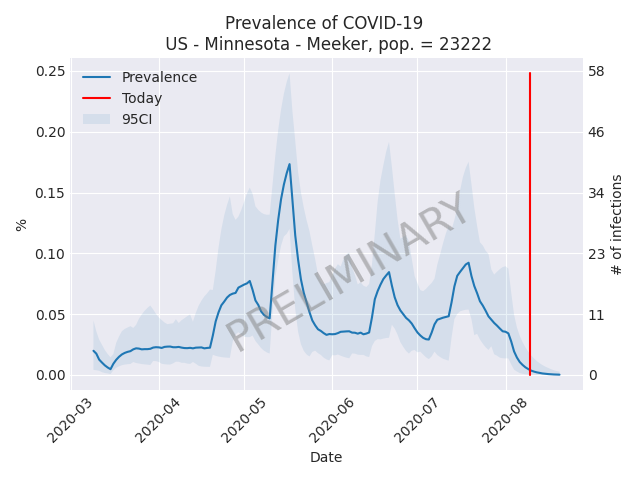 Prevalence of COVID-19
US - Minnesota - Meeker, pop. = 23222
Prevalence
Today
95CI
PRELIMINARY
0.25
0.20
0.15
0.10
0.05
0.00
%
58
46
34
23
11
0
# of infections
2020-03
2020-04
2020-05
2020-06
2020-07
2020-08
Date